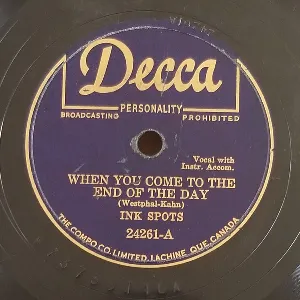 Decca
PERSONALITY
BROADCASTING PROHIBITED
Vocal with
Instr. Accom.
WHEN YOU COME TO THE
END OF THE DAY
(Westphal-Kahn)
INK SPOTS
24261-A
THE COMPO CO. LIMITED, LACHINE, QUE. CANADA.